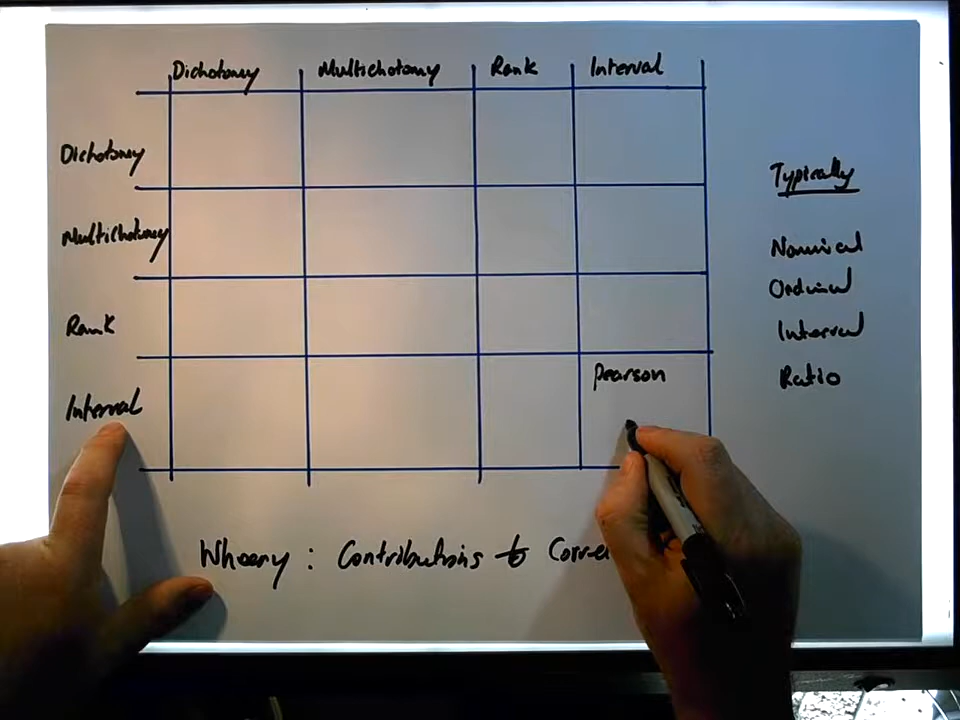 Dichotomy Multichotomy Rank Interval
Dichotomy
Typically
Multichotomy
Nominal
Ordinal
Rank
Interval
Pearson
Ratio
Interval
Wherry : Contributions to Corre